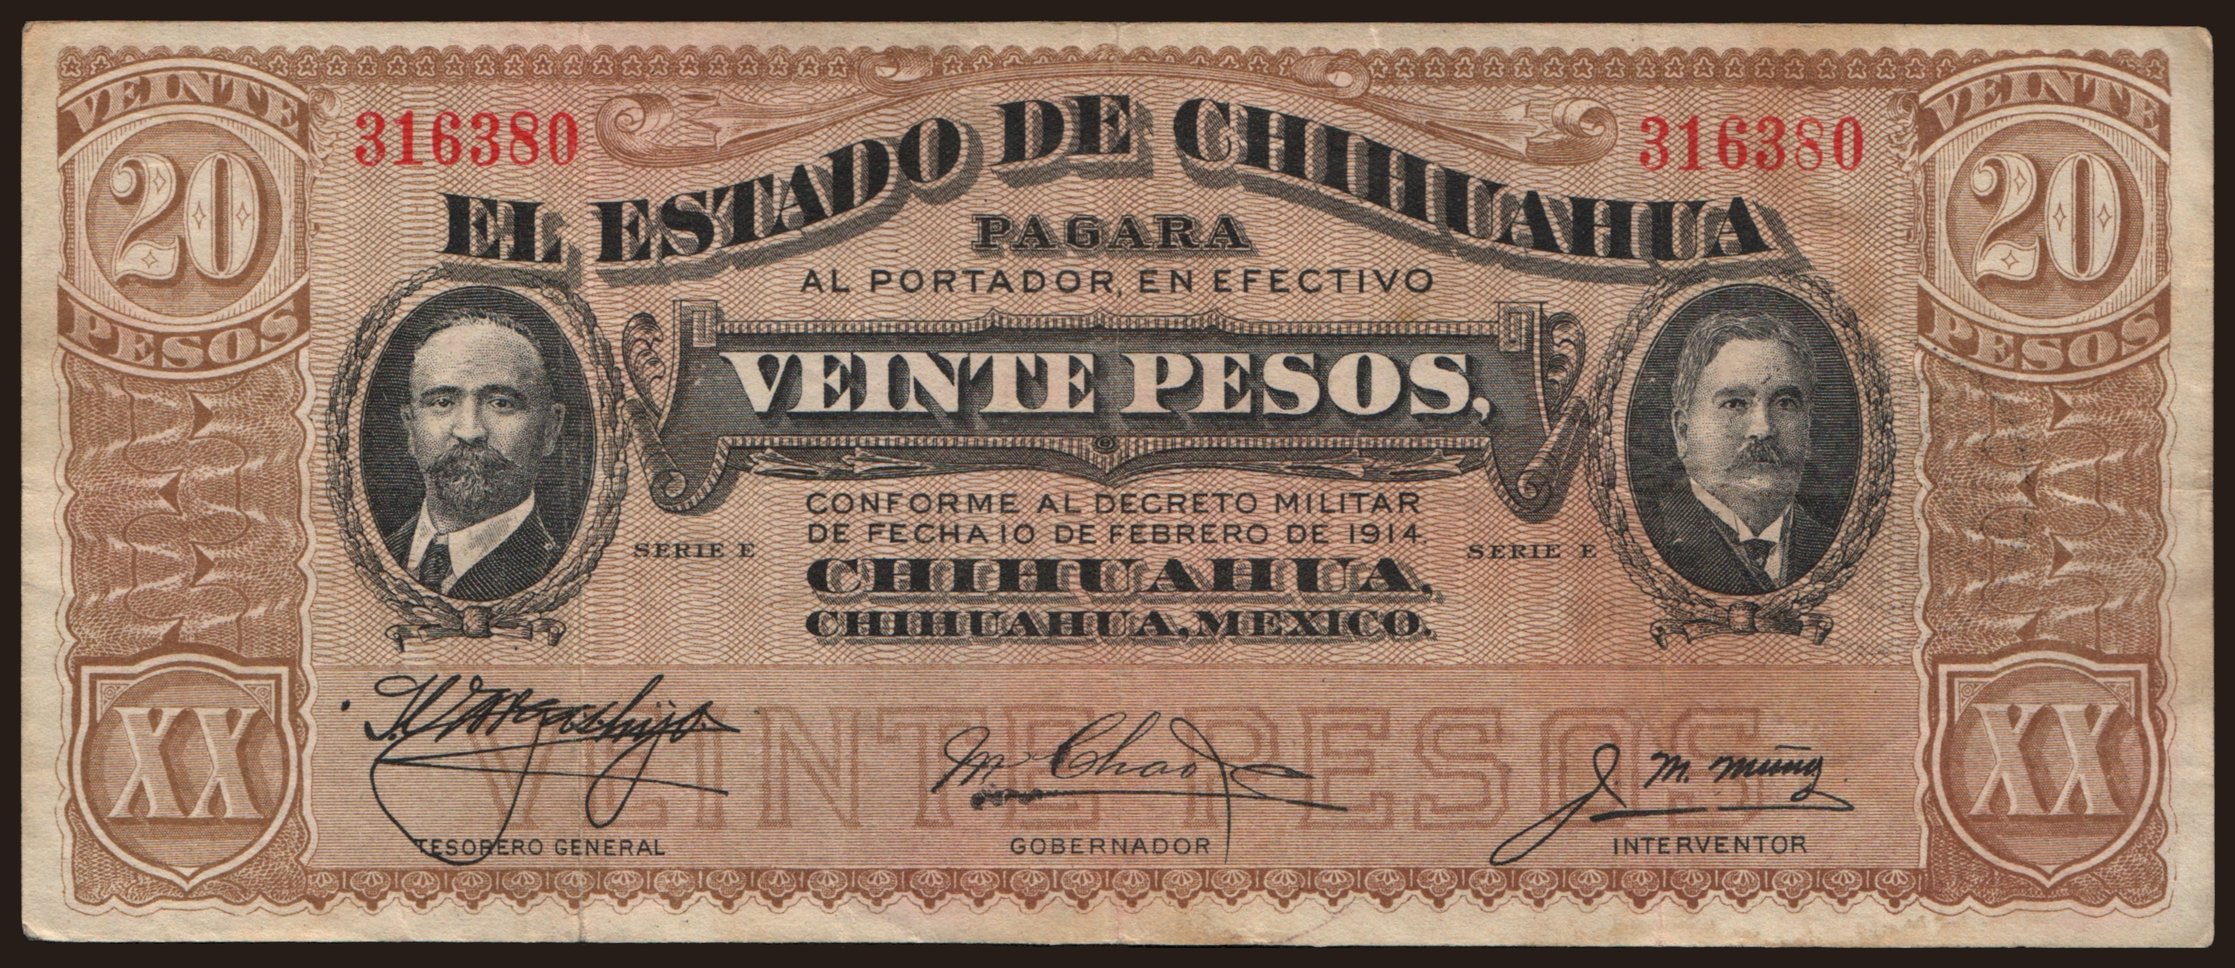 VEINTE
20
PESOS
316380
316380
VEINTE
20
PESOS
EL ESTADO DE CHIHUAHUA
PAGARA
AL PORTADOR, EN EFECTIVO
VEINTE PESOS,
CONFORME AL DECRETO MILITAR
DE FECHA 10 DE FEBRERO DE 1914.
SERIE E
SERIE E
CHIHUAHUA,
CHIHUAHUA, MEXICO.
VEINTE PESOS
XX
XX
M. Chao
J. M. Muñoz
TESORERO GENERAL
GOBERNADOR
INTERVENTOR